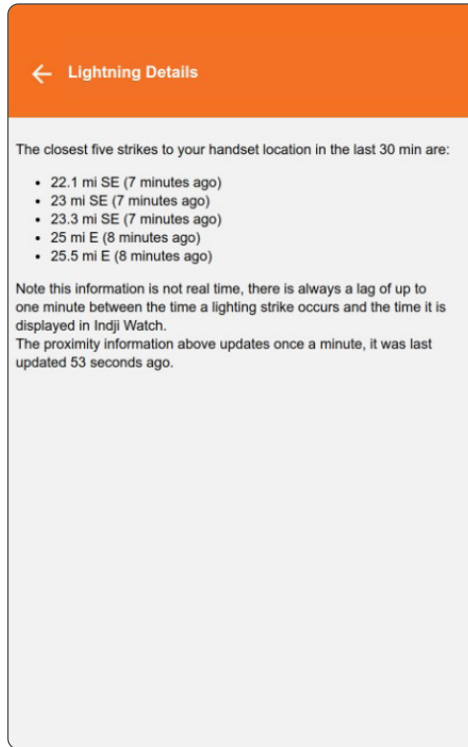 Lightning Details
The closest five strikes to your handset location in the last 30 min are:
• 22.1 mi SE (7 minutes ago)
• 23 mi SE (7 minutes ago)
• 23.3 mi SE (7 minutes ago)
• 25 mi E (8 minutes ago)
• 25.5 mi E (8 minutes ago)
Note this information is not real time, there is always a lag of up to
one minute between the time a lighting strike occurs and the time it is
displayed in Indji Watch.
The proximity information above updates once a minute, it was last
updated 53 seconds ago.